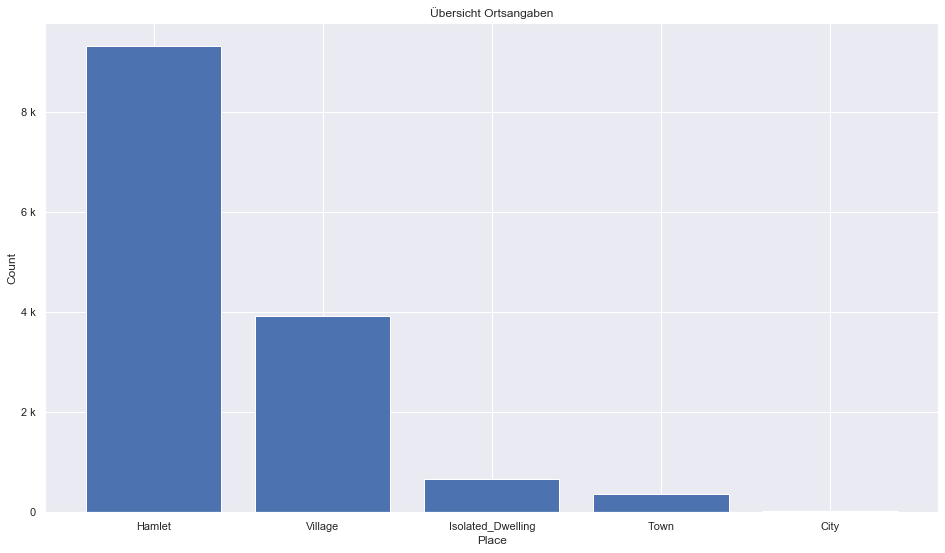 Übersicht Ortsangaben
8 k
6 k
4 k
2 k
0
Count
Hamlet
Village
Isolated_Dwelling
Town
City
Place